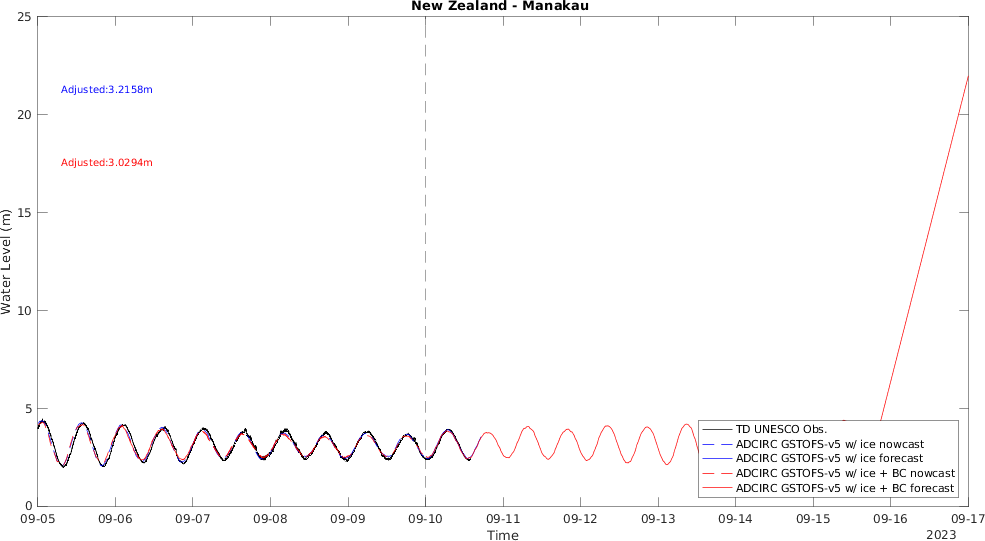 New Zealand - Manakau
25
20
15
10
5
0
Water Level (m)
Adjusted:3.2158m
Adjusted:3.0294m
TD UNESCO Obs.
ADCIRC GSTOFS-v5 w/ ice nowcast
ADCIRC GSTOFS-v5 w/ ice forecast
ADCIRC GSTOFS-v5 w/ ice + BC nowcast
ADCIRC GSTOFS-v5 w/ ice + BC forecast
09-05 09-06 09-07 09-08 09-09 09-10 09-11 09-12 09-13 09-14 09-15 09-16 09-17
Time
2023